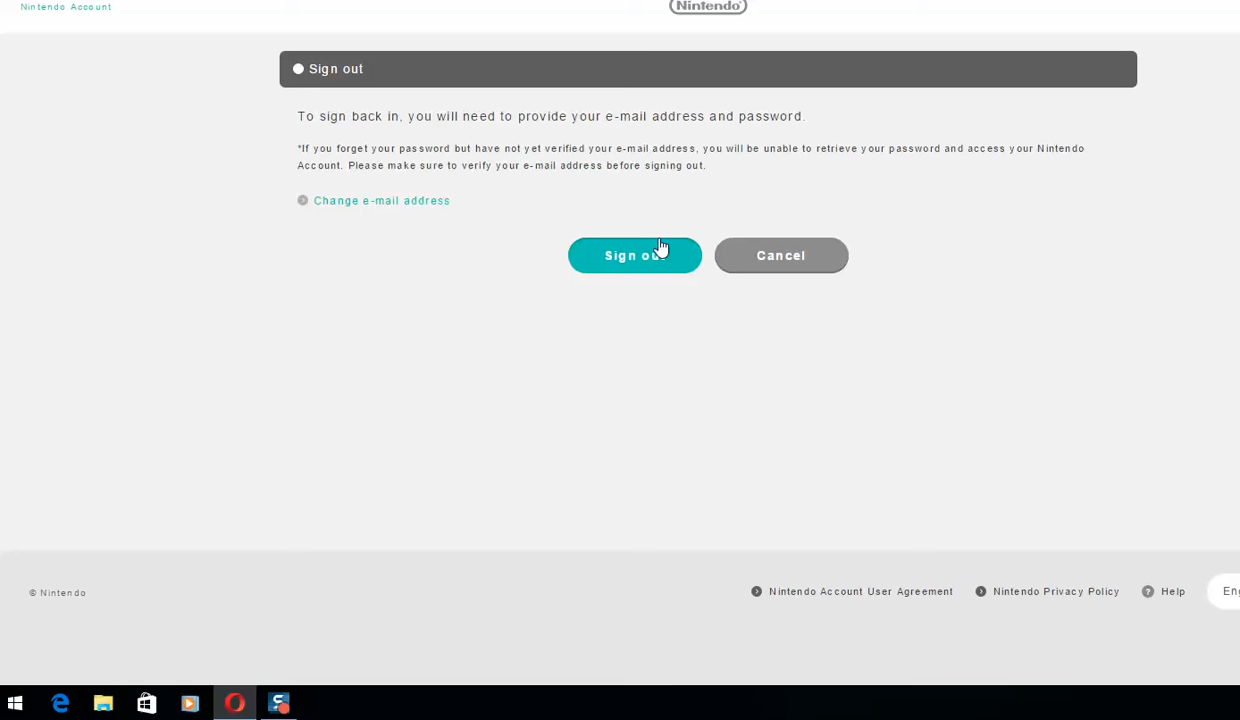 Nintendo Account
Nintendo
Sign out
To sign back in, you will need to provide your e-mail address and password.
*If you forget your password but have not yet verified your e-mail address, you will be unable to retrieve your password and access your Nintendo
Account. Please make sure to verify your e-mail address before signing out.
Change e-mail address
Sign Cancel
© Nintendo Nintendo Account User Agreement Nintendo Privacy Policy ? Help